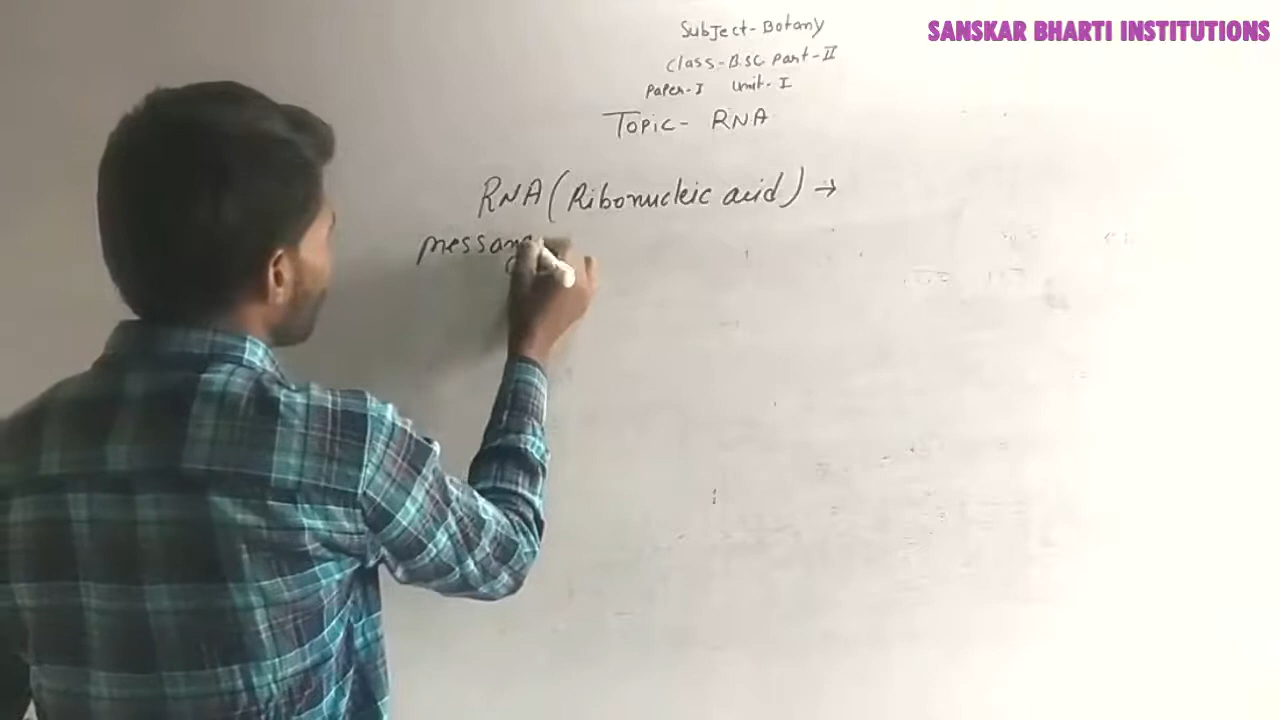 SANSKAR BHARTI INSTITUTIONS
Subject-Botany
Class-B.SC Part-II
Paper-I Unit-I
Topic- RNA
RNA (Ribonucleic acid) →
messang